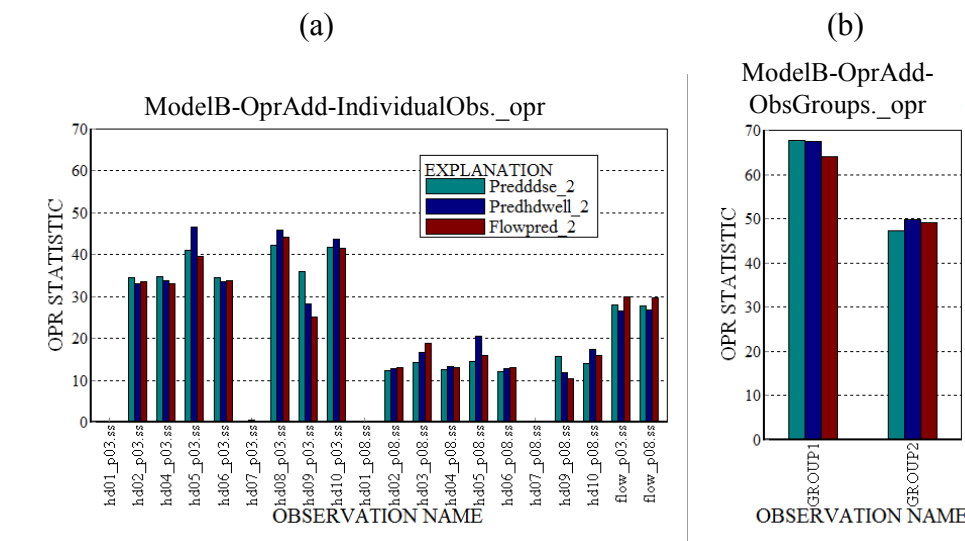 (a)
ModelB-OprAdd-IndividualObs._opr
70
60
50
40
30
20
10
0
OPR STATISTIC
EXPLANATION
Predddse_2
Predhdwell_2
Flowpred_2
hd01_p03.ss
hd02_p03.ss
hd04_p03.ss
hd05_p03.ss
hd06_p03.ss
hd07_p03.ss
hd08_p03.ss
hd09_p03.ss
hd10_p03.ss
hd01_p08.ss
hd02_p08.ss
hd03_p08.ss
hd04_p08.ss
hd05_p08.ss
hd06_p08.ss
hd07_p08.ss
hd09_p08.ss
hd10_p08.ss
flow_p03.ss
flow_p08.ss
OBSERVATION NAME
(b)
ModelB-OprAdd-
ObsGroups._opr
70
60
50
40
30
20
10
0
OPR STATISTIC
GROUP1
GROUP2
OBSERVATION NAME